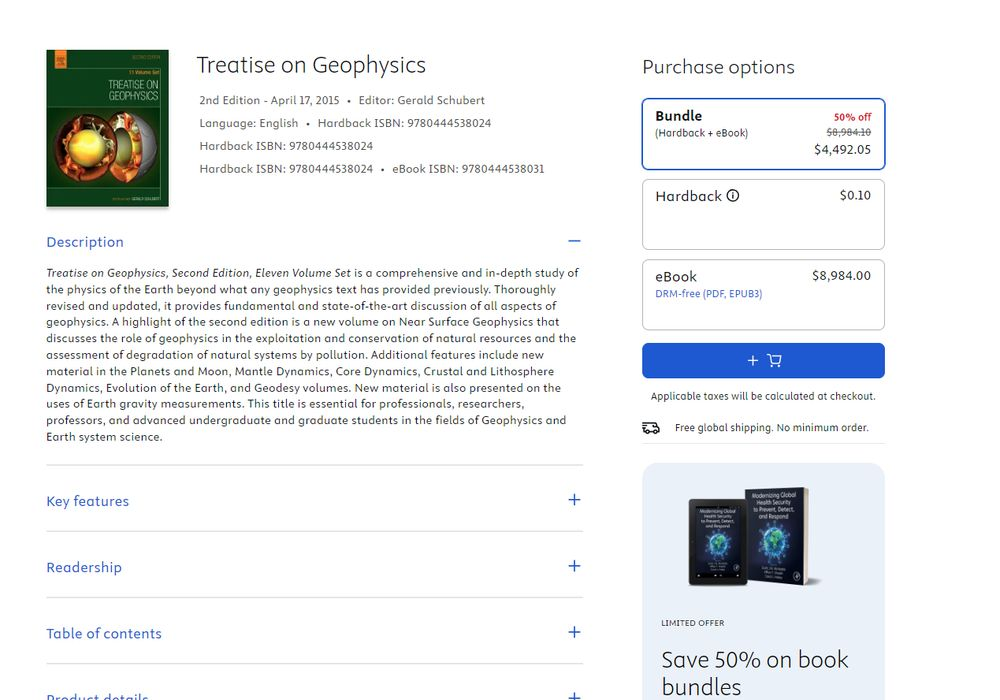 SECOND EDITION
11 Volume Set
TREATISE ON
GEOPHYSICS
GERALD SCHUBERT
Treatise on Geophysics
2nd Edition - April 17, 2015 • Editor: Gerald Schubert
Language: English • Hardback ISBN: 9780444538024
Hardback ISBN: 9780444538024
Hardback ISBN: 9780444538024 • eBook ISBN: 9780444538031
Description
Treatise on Geophysics, Second Edition, Eleven Volume Set is a comprehensive and in-depth study of
the physics of the Earth beyond what any geophysics text has provided previously. Thoroughly
revised and updated, it provides fundamental and state-of-the-art discussion of all aspects of
geophysics. A highlight of the second edition is a new volume on Near Surface Geophysics that
discusses the role of geophysics in the exploitation and conservation of natural resources and the
assessment of degradation of natural systems by pollution. Additional features include new
material in the Planets and Moon, Mantle Dynamics, Core Dynamics, Crustal and Lithosphere
Dynamics, Evolution of the Earth, and Geodesy volumes. New material is also presented on the
uses of Earth gravity measurements. This title is essential for professionals, researchers,
professors, and advanced undergraduate and graduate students in the fields of Geophysics and
Earth system science.
Key features
Readership
Table of contents
Product details
Purchase options
Bundle 50% off
(Hardback + eBook) $8,984.10
$4,492.05
Hardback $0.10
eBook $8,984.00
DRM-free (PDF, EPUB3)
Applicable taxes will be calculated at checkout.
Free global shipping. No minimum order.
Modernizing Global
Health Security
to Prevent, Detect,
and Respond
Modernizing Global
Health Security
to Prevent, Detect,
and Respond
LIMITED OFFER
Save 50% on book
bundles